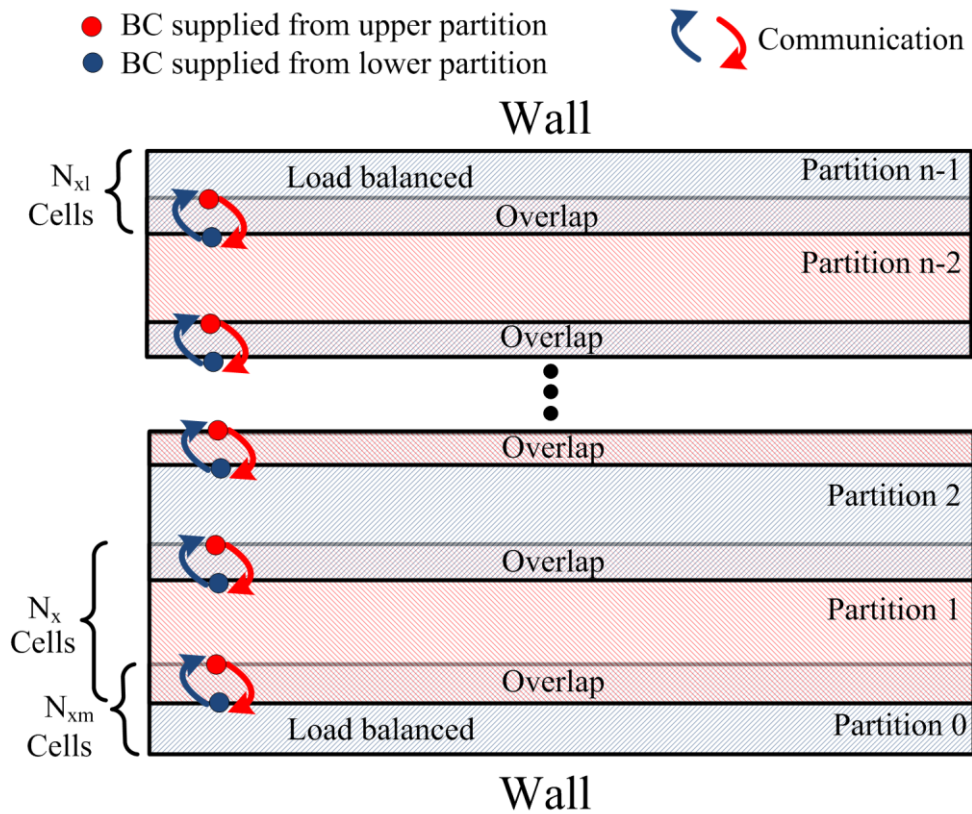 BC supplied from upper partition
BC supplied from lower partition
Communication
Wall
N_xl
Cells
Load balanced
Partition n-1
Overlap
Partition n-2
Overlap
Overlap
Partition 2
Overlap
N_x
Cells
Partition 1
Overlap
N_xm
Cells
Load balanced
Partition 0
Wall